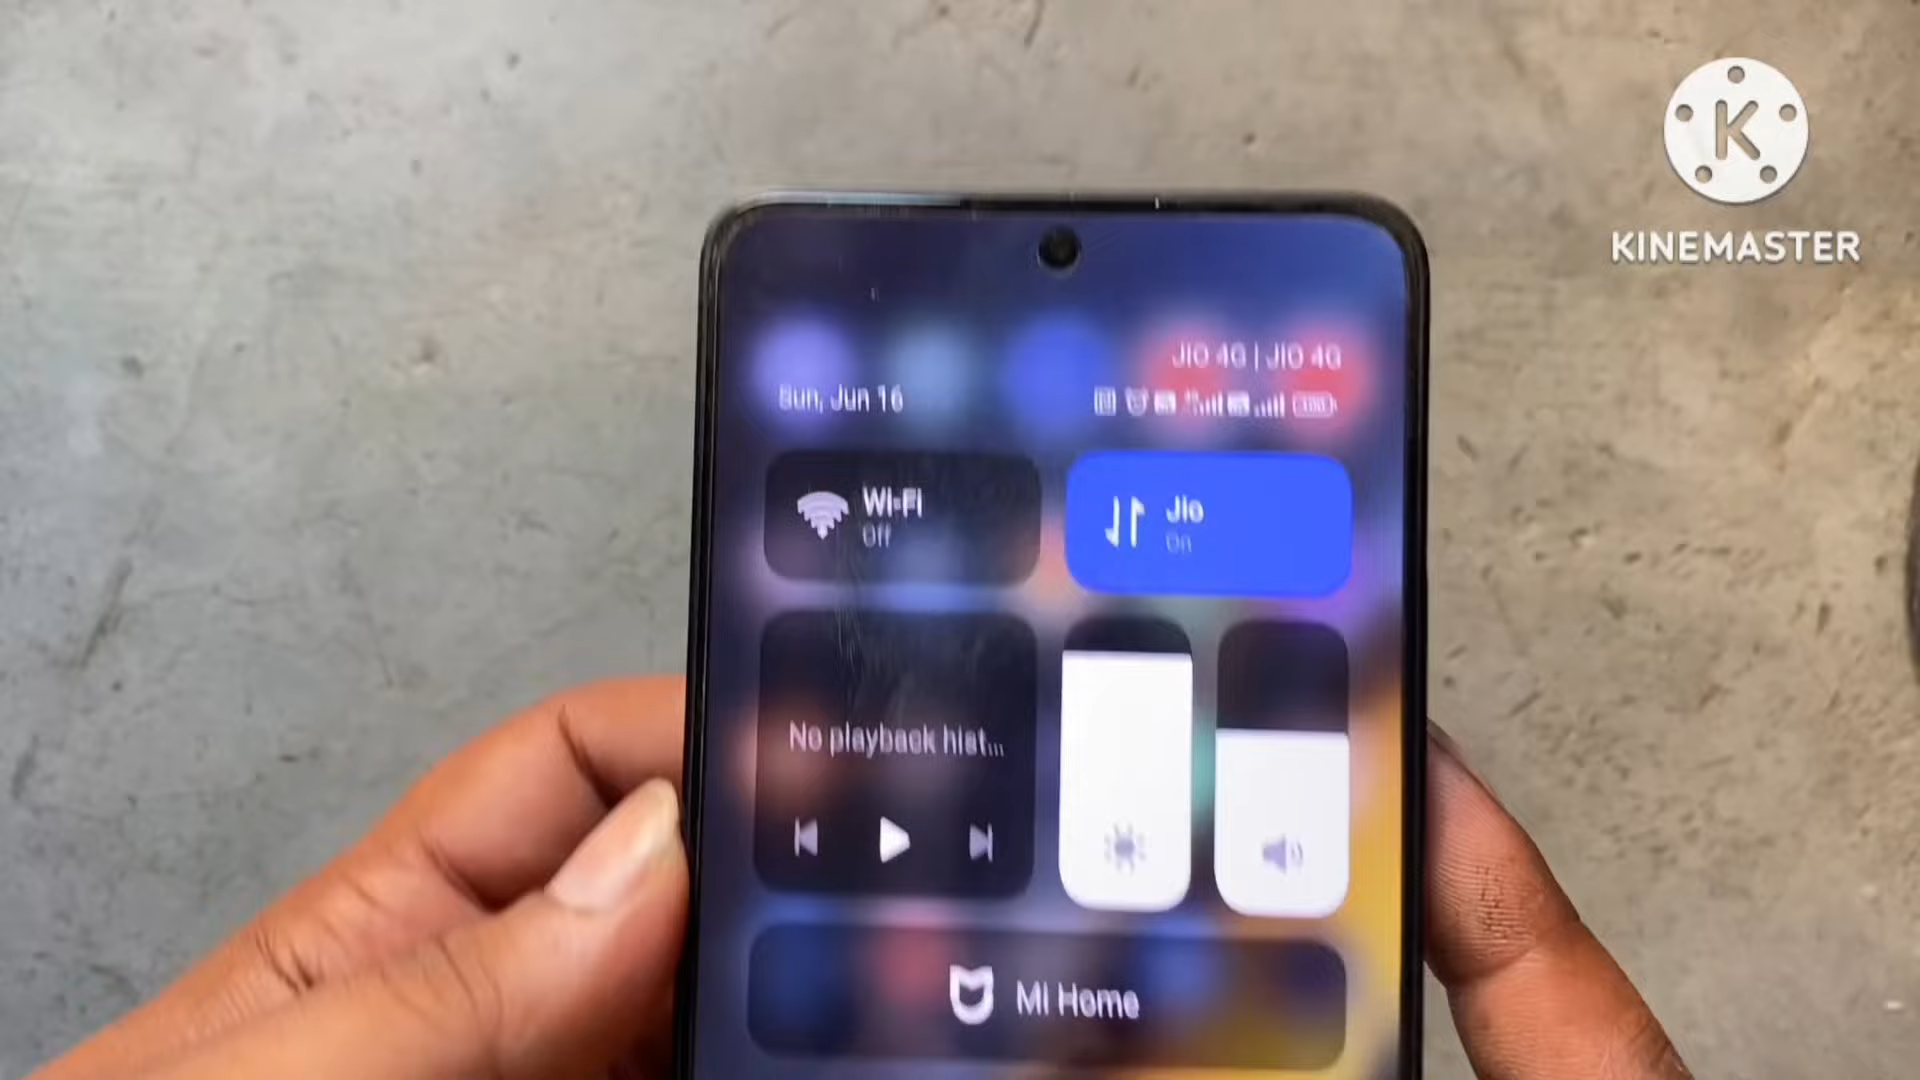 K
KINEMASTER
JIO 4G | JIO 4G
Sun, Jun 16
Wi-Fi
Off
Jio
On
No playback hist...
Mi Home